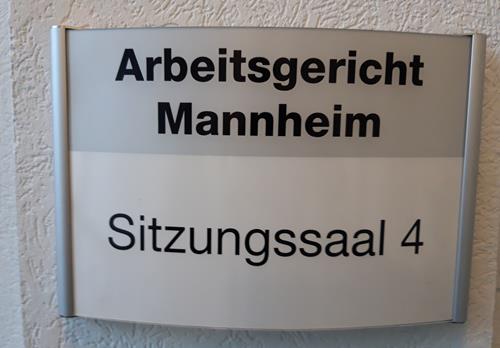 Arbeitsgericht
Mannheim
Sitzungssaal 4